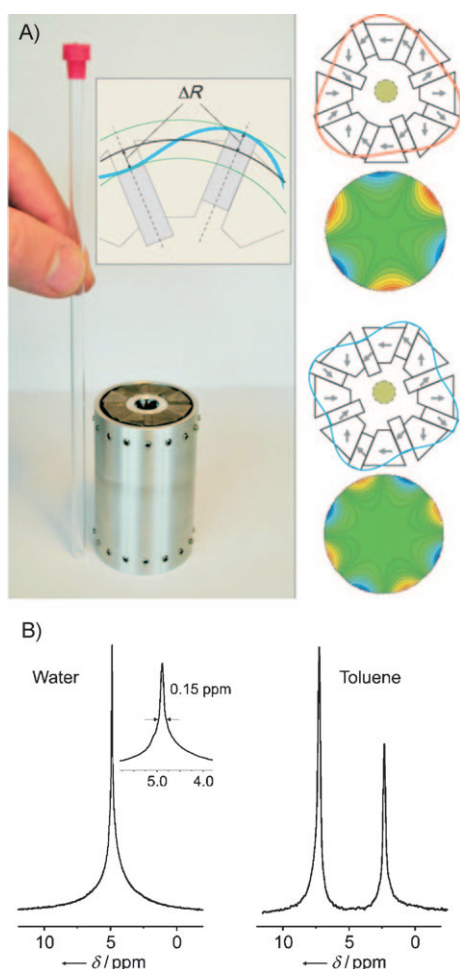 A)
ΔR
B)
Water
0.15 ppm
5.0 4.0
Toluene
10 5 0
δ / ppm
10 5 0
δ / ppm